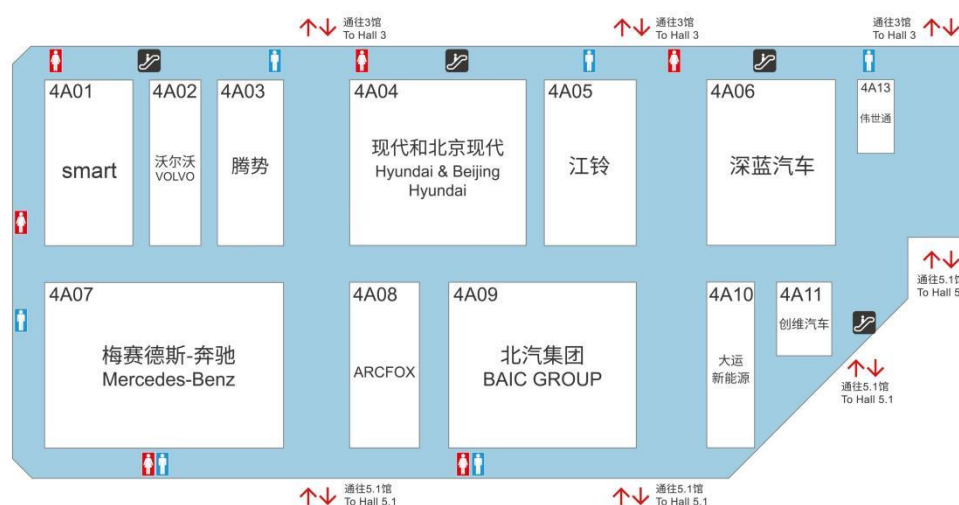 通往3馆
To Hall 3
通往3馆
To Hall 3
通往3馆
To Hall 3
4A01
smart
4A02
沃尔沃
VOLVO
4A03
腾势
4A04
现代和北京现代
Hyundai & Beijing
Hyundai
4A05
江铃
4A06
深蓝汽车
4A13
伟世通
4A07
梅赛德斯-奔驰
Mercedes-Benz
4A08
ARCFOX
4A09
北汽集团
BAIC GROUP
4A10
大运
新能源
4A11
创维汽车
通往5.1馆
To Hall 5
通往5.1馆
To Hall 5.1
通往5.1馆
To Hall 5.1
通往5.1馆
To Hall 5.1